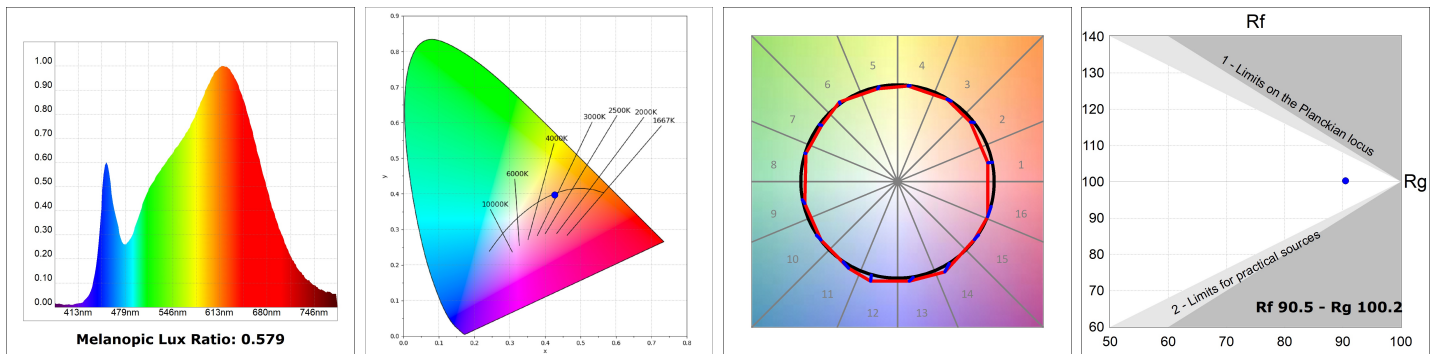 1.00
0.90
0.80
0.70
0.60
0.50
0.40
0.30
0.20
0.10
0.00
413nm 479nm 546nm 613nm 680nm 746nm
Melanopic Lux Ratio: 0.579
0.9
0.8
0.7
0.6
0.5
0.4
0.3
0.2
0.1
0.0
y
0.0 0.1 0.2 0.3 0.4 0.5 0.6 0.7 0.8
x
10000K
6000K
4000K
3000K
2500K
2000K
1667K
1
2
3
4
5
6
7
8
9
10
11
12
13
14
15
16
Rf
140
130
120
110
100
90
80
70
60
50 60 70 80 90 100
Rg
1 - Limits on the Planckian locus
2 - Limits for practical sources
Rf 90.5 - Rg 100.2